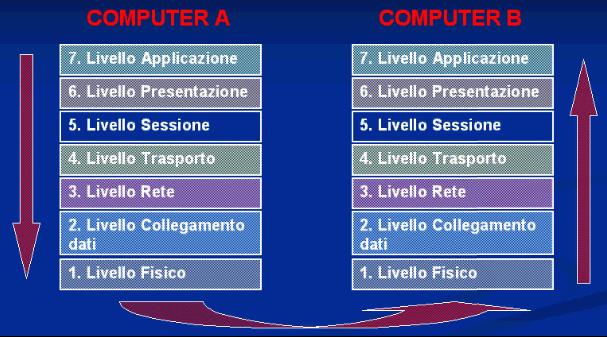 COMPUTER A
7. Livello Applicazione
6. Livello Presentazione
5. Livello Sessione
4. Livello Trasporto
3. Livello Rete
2. Livello Collegamento
dati
1. Livello Fisico
COMPUTER B
7. Livello Applicazione
6. Livello Presentazione
5. Livello Sessione
4. Livello Trasporto
3. Livello Rete
2. Livello Collegamento
dati
1. Livello Fisico